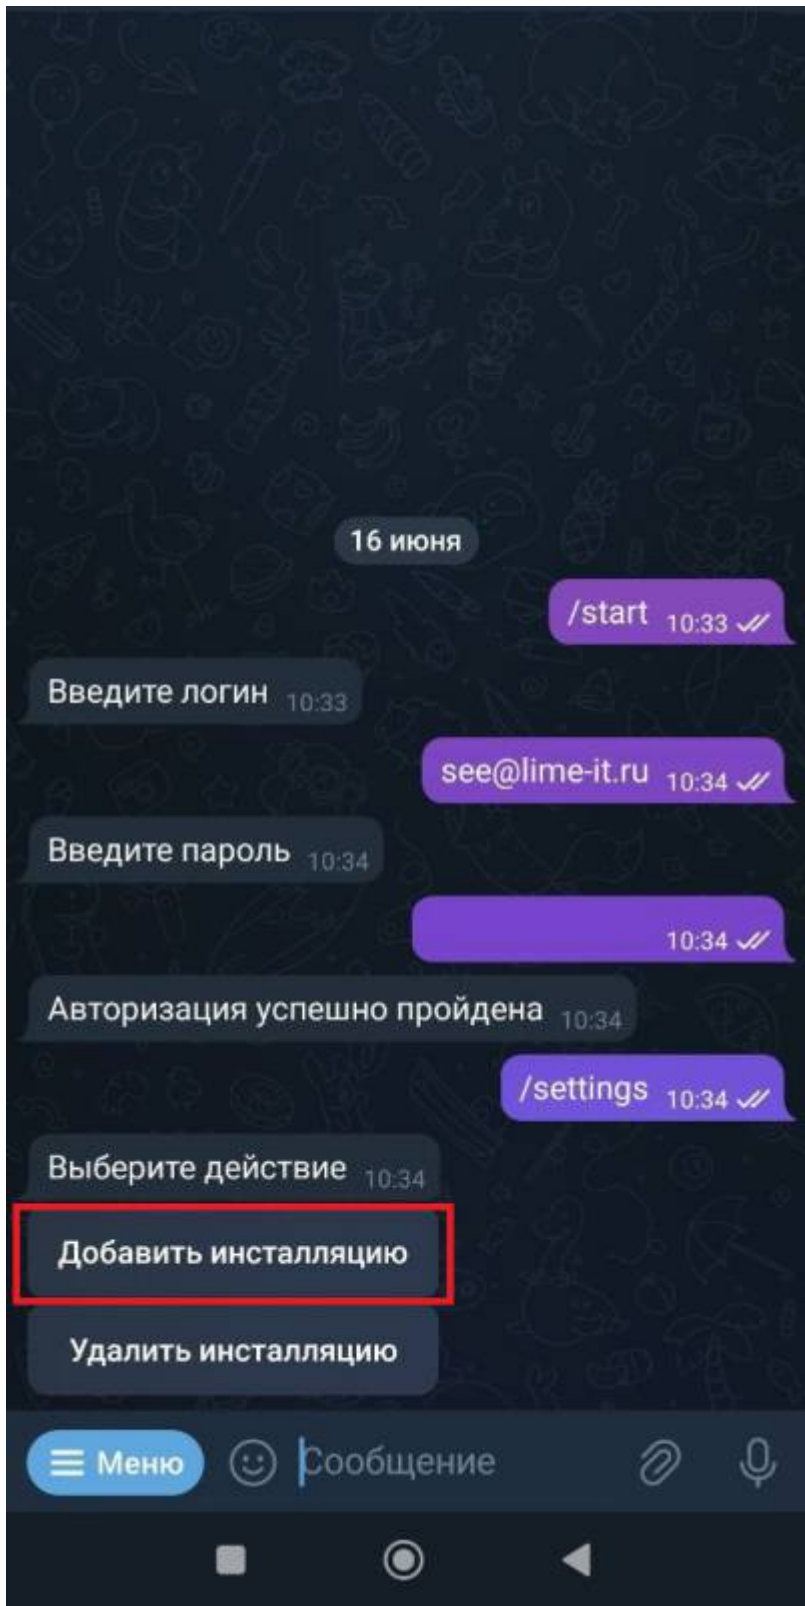 16 июня
/start 10:33
Введите логин 10:33
see@lime-it.ru 10:34
Введите пароль 10:34
10:34
Авторизация успешно пройдена 10:34
/settings 10:34
Выберите действие 10:34
Добавить инсталляцию
Удалить инсталляцию
Меню Сообщение